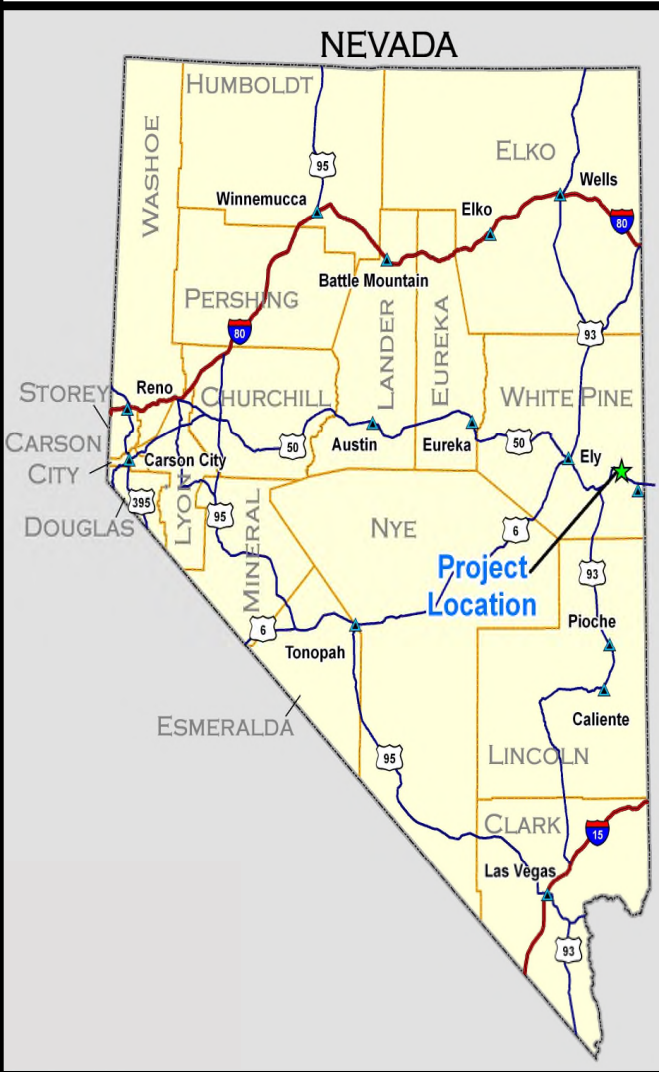 NEVADA
HUMBOLDT
WASHOE
ELKO
95
Wells
Winnemucca
Elko
80
Battle Mountain
PERSHING
LANDER
EUREKA
80
93
STOREY
Reno
CHURCHILL
WHITE PINE
CARSON
CITY
Carson City
50
Austin
Eureka
50
Ely
LYON
395
DOUGLAS
95
MINERAL
NYE
6
Project
Location
93
Pioche
6
Tonopah
Caliente
ESMERALDA
95
LINCOLN
CLARK
15
Las Vegas
93